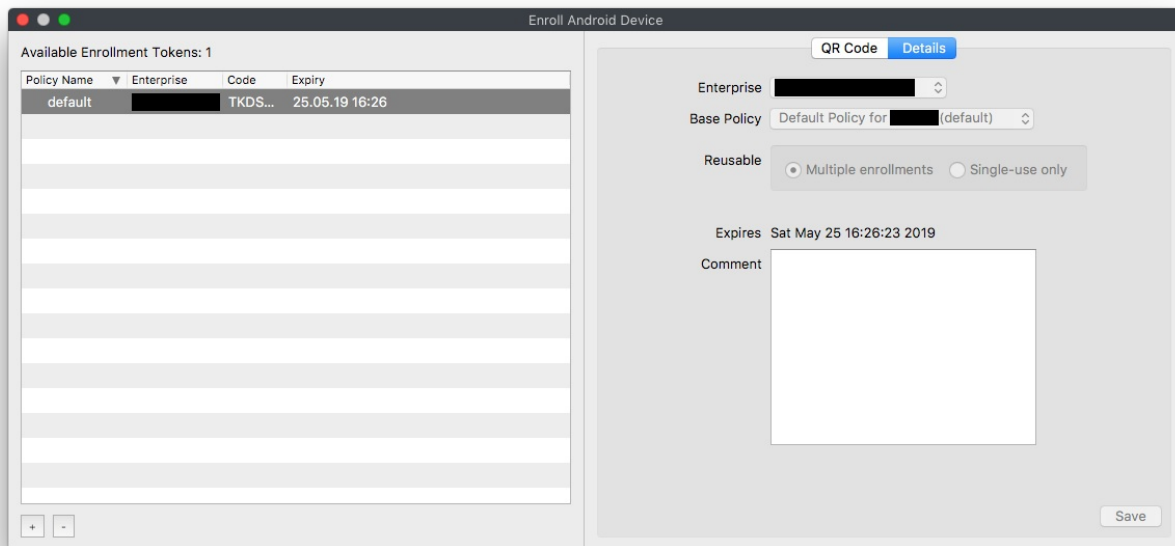 Enroll Android Device
Available Enrollment Tokens: 1
Policy Name ▼ Enterprise Code Expiry
default TKDS... 25.05.19 16:26
+ -
QR Code Details
Enterprise
Base Policy Default Policy for (default)
Reusable Multiple enrollments Single-use only
Expires Sat May 25 16:26:23 2019
Comment
Save